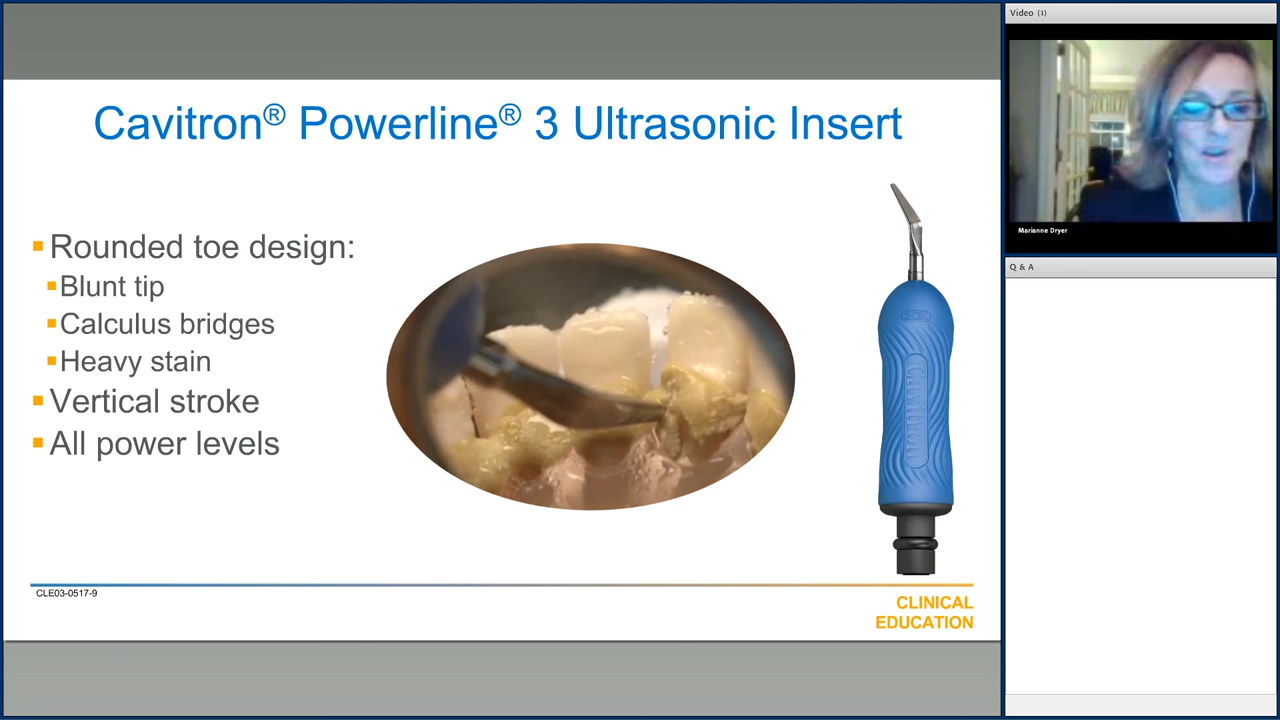 Cavitron® Powerline® 3 Ultrasonic Insert
Rounded toe design:
Blunt tip
Calculus bridges
Heavy stain
Vertical stroke
All power levels
Cavitron
CLE03-0517-9
CLINICAL
EDUCATION
Video (1)
Marianne Dryer
Q & A